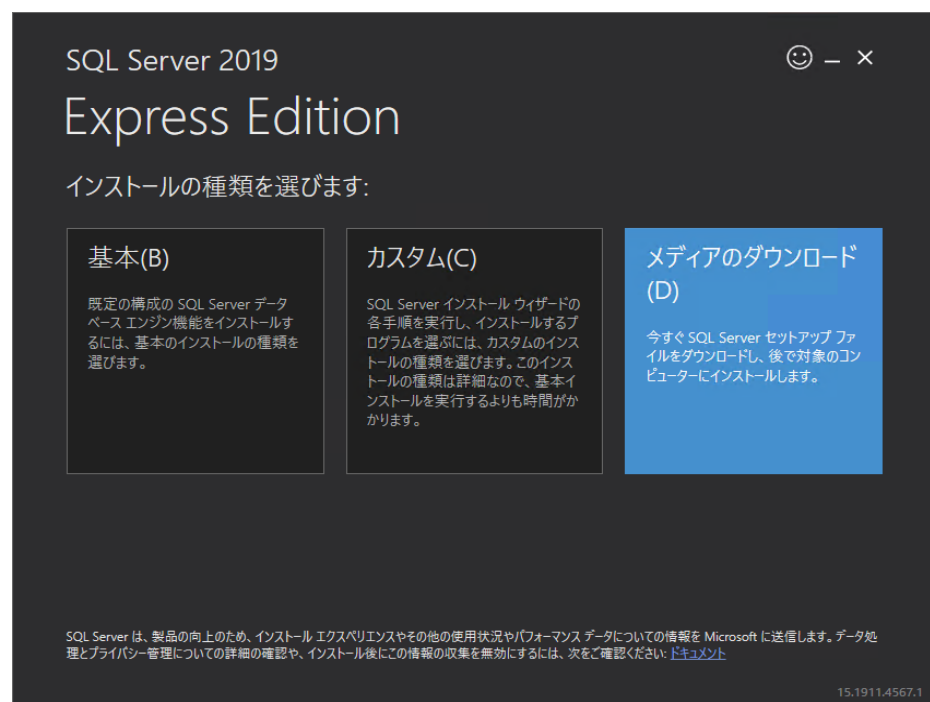 SQL Server 2019
Express Edition
インストールの種類を選びます:
基本(B)
既定の構成の SQL Server データ
ベース エンジン機能をインストールす
るには、基本のインストールの種類を
選びます。
カスタム(C)
SQL Server インストール ウィザードの
各手順を実行し、インストールするプ
ログラムを選ぶには、カスタムのインス
トールの種類を選びます。このインス
トールの種類は詳細なので、基本イ
ンストールを実行するよりも時間がか
かります。
メディアのダウンロード
(D)
今すぐ SQL Server セットアップ ファ
イルをダウンロードし、後で対象のコン
ピューターにインストールします。
SQL Server は、製品の向上のため、インストール エクスペリエンスやその他の使用状況やパフォーマンス データについての情報を Microsoft に送信します。データ処
理とプライバシー管理についての詳細の確認や、インストール後にこの情報の収集を無効にするには、次をご確認ください: ドキュメント
15.1911.4567.1